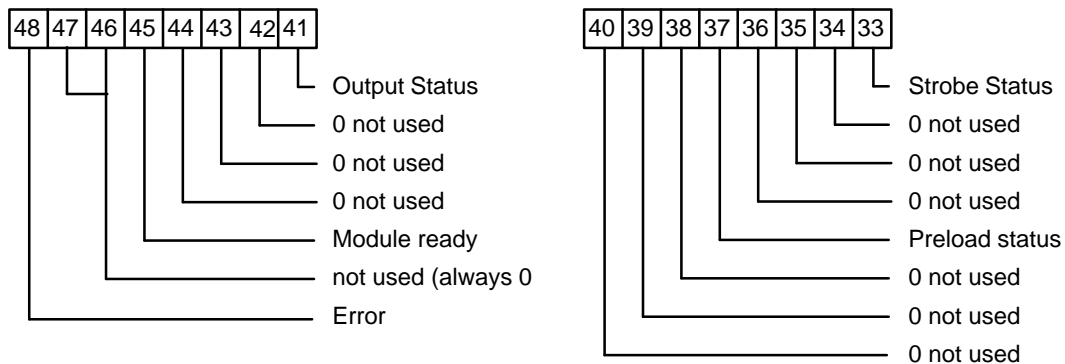 48 47 46 45 44 43 42 41
Output Status
0 not used
0 not used
0 not used
Module ready
not used (always 0
Error
40 39 38 37 36 35 34 33
Strobe Status
0 not used
0 not used
0 not used
Preload status
0 not used
0 not used
0 not used